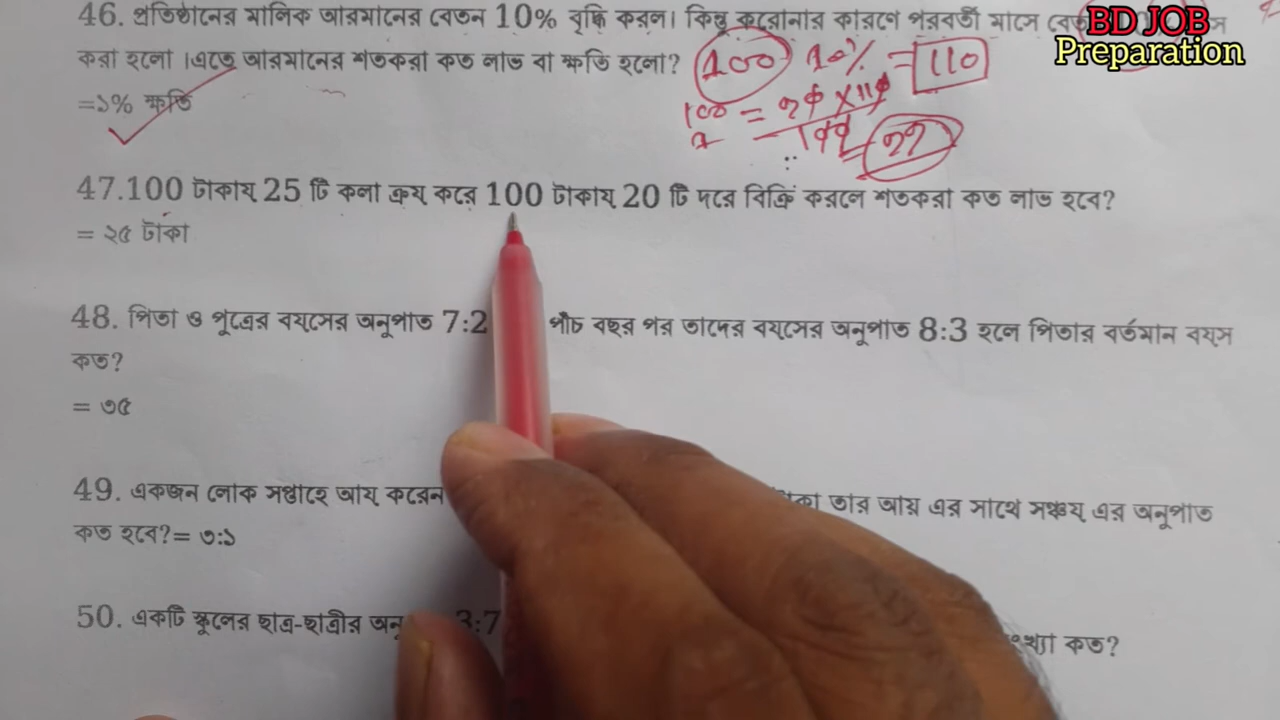 46. প্রতিষ্ঠানের মালিক আরমানের বেতন 10% বৃদ্ধি করল। কিন্তু করোনার কারণে পরবর্তী মাসে
BD JOB
Preparation
করা হলো ।এতে আরমানের শতকরা কত লাভ বা ক্ষতি হলো?
100 10% = 110
=১% ক্ষতি
47.100 টাকায় 25 টি কলা ক্রয় করে 100 টাকায় 20 টি দরে বিক্রি করলে শতকরা কত লাভ হবে?
= ২৫ টাকা
48. পিতা ও পুত্রের বয়সের অনুপাত 7:2 পাঁচ বছর পর তাদের বয়সের অনুপাত 8:3 হলে পিতার বর্তমান বয়স
কত?
= ৩৫
49. একজন লোক সপ্তাহে আয় করেন তার আয় এর সাথে সঞ্চয় এর অনুপাত
কত হবে?= ৩:১
50. একটি স্কুলের ছাত্র-ছাত্রীর 3:7 কত?